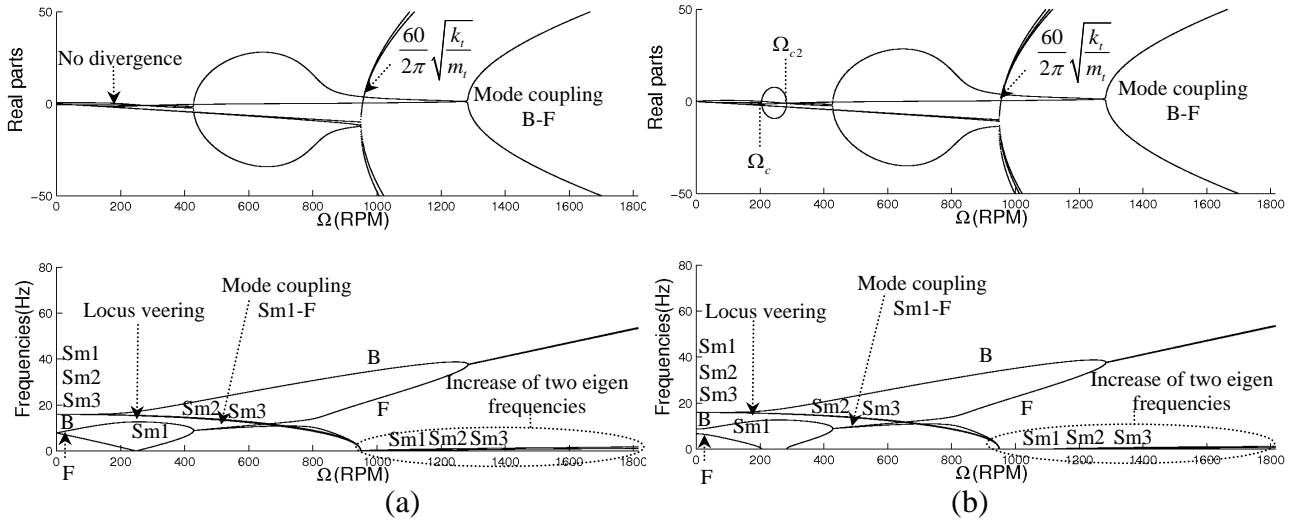 50
Real parts
0
−50
No divergence
60/2π √(k_t/m_t)
Mode coupling
B-F
0 200 400 600 800 1000 1200 1400 1600 1800
Ω(RPM)
80
60
40
20
0
Frequencies(Hz)
Locus veering
Mode coupling
Sm1-F
Sm1
Sm2
Sm3
B
F
Sm1
Sm2 Sm3
B
F
Increase of two eigen
frequencies
Sm1 Sm2 Sm3
0 200 400 600 800 1000 1200 1400 1600 1800
Ω(RPM)
(a)
50
Real parts
0
−50
Ω_c2
Ω_c
60/2π √(k_t/m_t)
Mode coupling
B-F
0 200 400 600 800 1000 1200 1400 1600 1800
Ω(RPM)
80
60
40
20
0
Frequencies(Hz)
Locus veering
Mode coupling
Sm1-F
Sm1
Sm2
Sm3
B
F
Sm1
Sm2 Sm3
B
F
Increase of two eigen
frequencies
Sm1 Sm2 Sm3
0 200 400 600 800 1000 1200 1400 1600 1800
Ω(RPM)
(b)